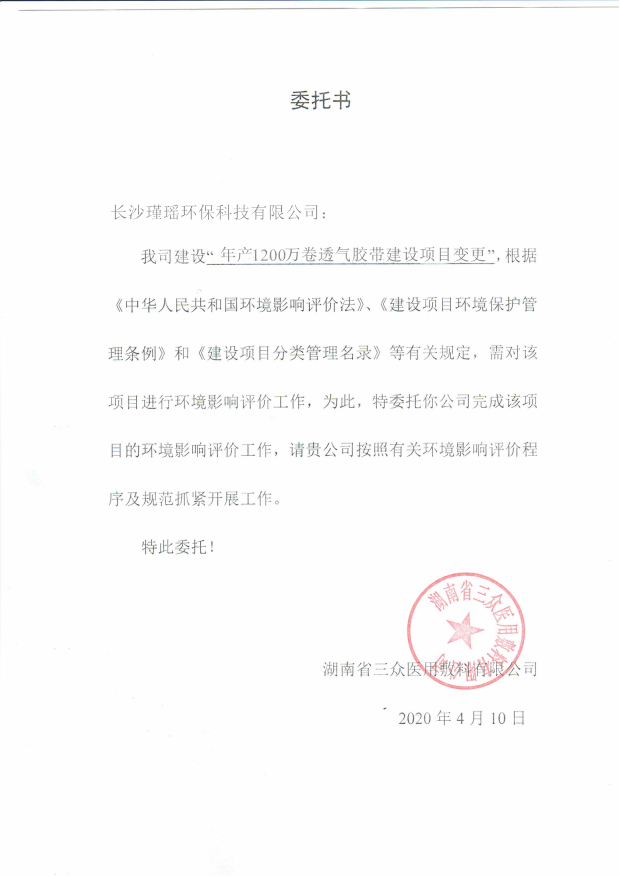 委托书
长沙瑾瑶环保科技有限公司：
我司建设“ 年产1200万卷透气胶带建设项目变更”，根据
《中华人民共和国环境影响评价法》、《建设项目环境保护管
理条例》和《建设项目分类管理名录》等有关规定，需对该
项目进行环境影响评价工作，为此，特委托你公司完成该项
目的环境影响评价工作，请贵公司按照有关环境影响评价程
序及规范抓紧开展工作。
特此委托！
湖南省三众医用敷料有限公司
湖南省三众医用敷料有限公司
2020 年 4 月 10 日